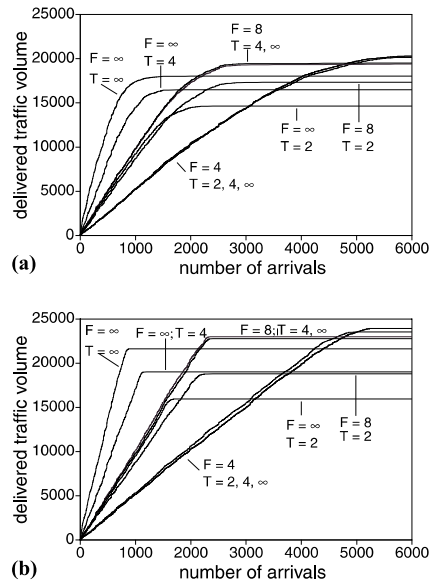 25000
20000
15000
10000
5000
0
delivered traffic volume
F = ∞
T = ∞
F = ∞
T = 4
F = 8
T = 4, ∞
F = ∞
T = 2
F = 8
T = 2
F = 4
T = 2, 4, ∞
0 1000 2000 3000 4000 5000 6000
number of arrivals
(a)
25000
20000
15000
10000
5000
0
delivered traffic volume
F = ∞
T = ∞
F = ∞; T = 4
F = 8; T = 4, ∞
F = ∞
T = 2
F = 8
T = 2
F = 4
T = 2, 4, ∞
0 1000 2000 3000 4000 5000 6000
number of arrivals
(b)